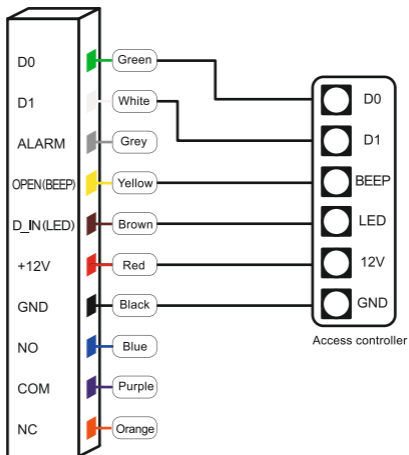 D0 Green
D1 White
ALARM Grey
OPEN(BEEP) Yellow
D_IN(LED) Brown
+12V Red
GND Black
NO Blue
COM Purple
NC Orange
D0
D1
BEEP
LED
12V
GND
Access controller